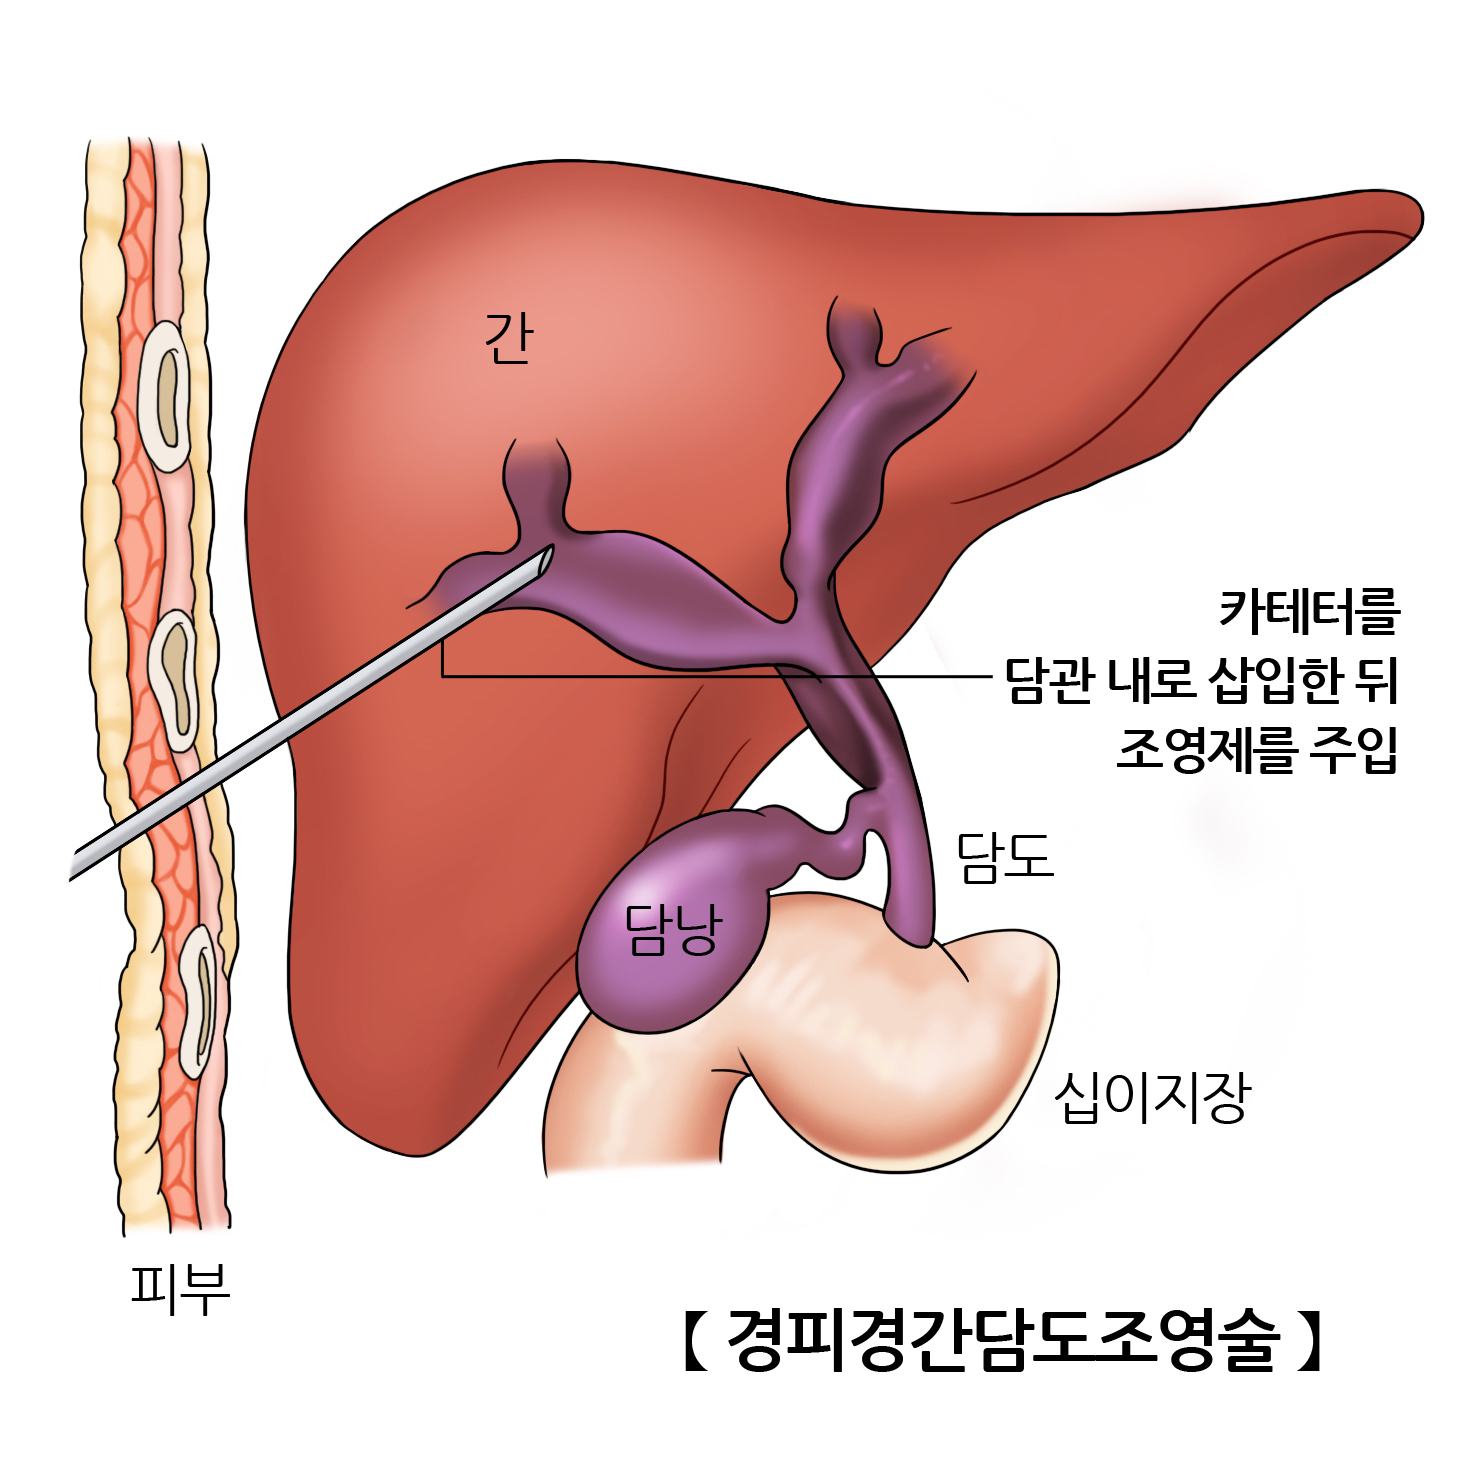 간
카테터를
담관 내로 삽입한 뒤
조영제를 주입
담도
담낭
십이지장
피부
【 경피경간담도조영술 】